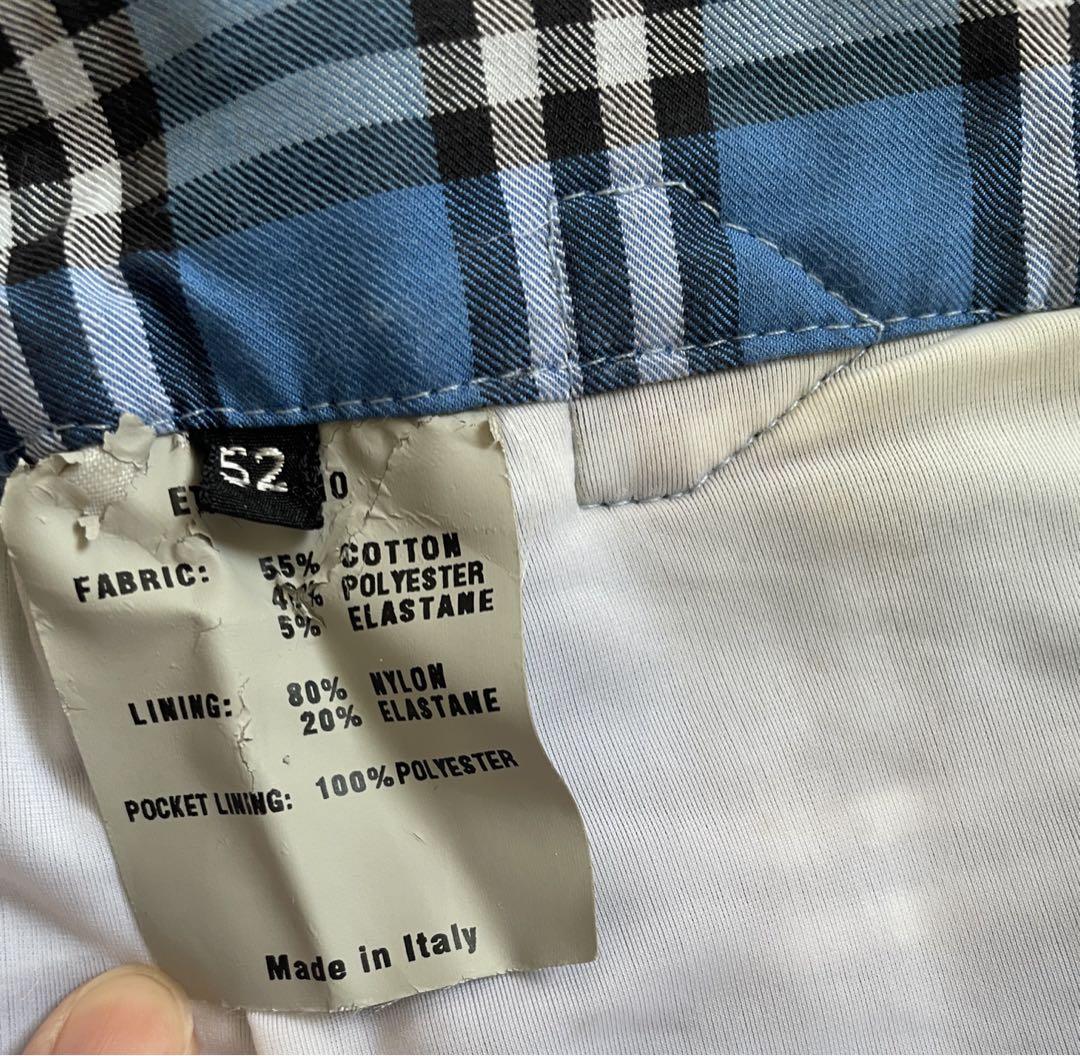 52
FABRIC: 55% COTTON
POLYESTER
5% ELASTANE
LINING: 80% NYLON
20% ELASTANE
POCKET LINING: 100% POLYESTER
Made in Italy